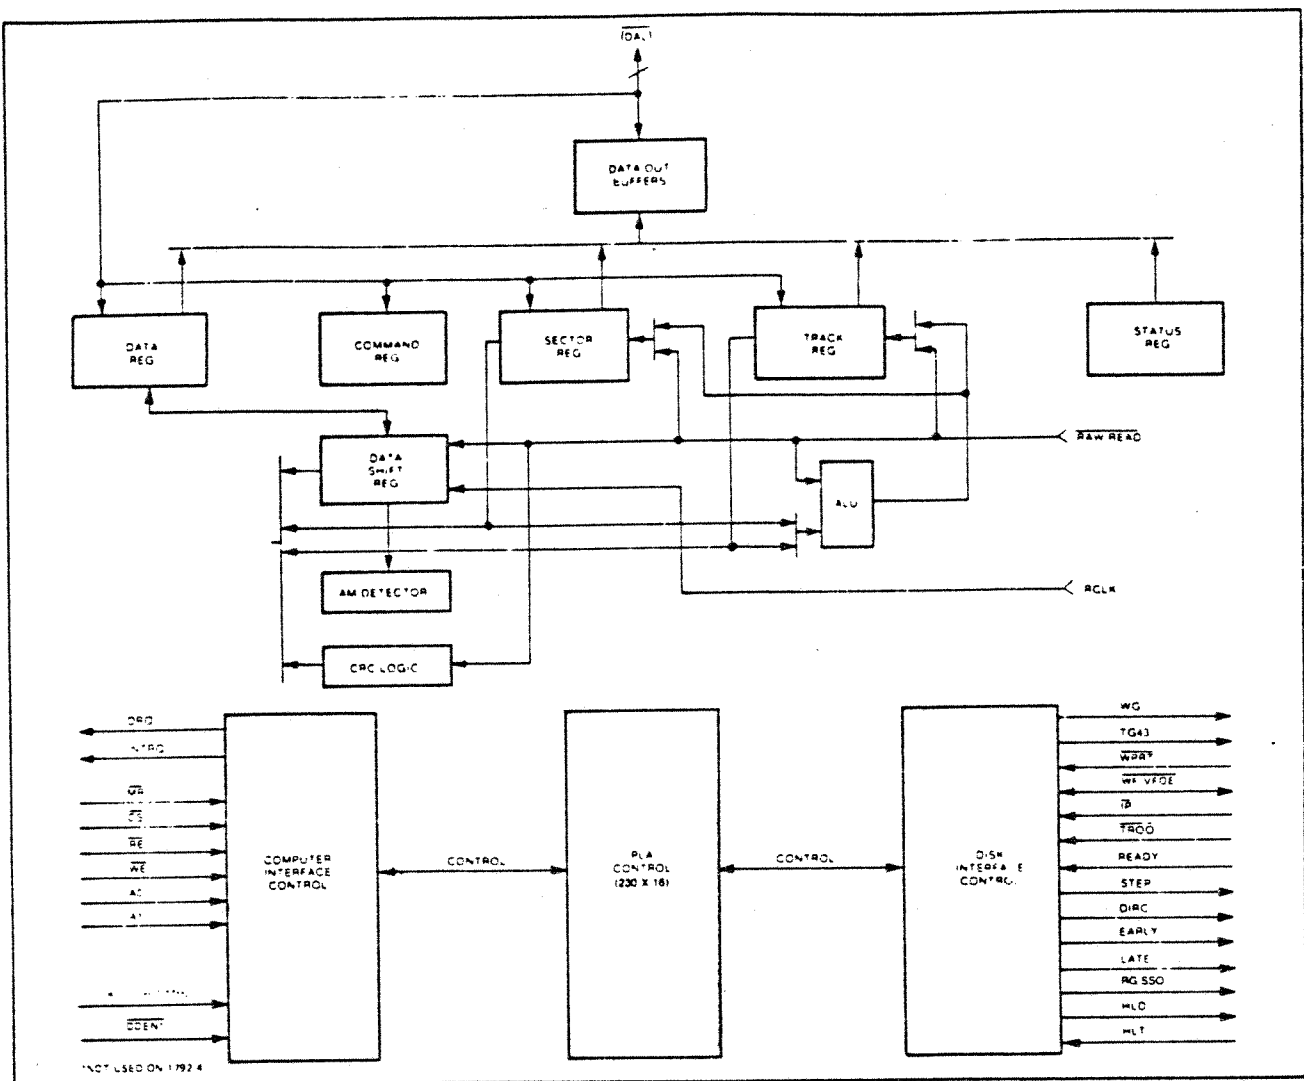 (DAL)
DATA OUT
BUFFERS
DATA
REG
COMMAND
REG
SECTOR
REG
TRACK
REG
STATUS
REG
RAW READ
DATA
SHIFT
REG
ALU
AM DETECTOR
RCLK
CRC LOGIC
DRQ
INTRQ
MR
CS
RE
WE
A0
A1
DDEN*
COMPUTER
INTERFACE
CONTROL
CONTROL
PLA
CONTROL
(230 X 16)
CONTROL
DISK
INTERFACE
CONTROL
WG
TG43
WPRT
WF/VFOE
IP
TR00
READY
STEP
DIRC
EARLY
LATE
RG/SSO
HLD
HLT
*NOT USED ON 1792/4